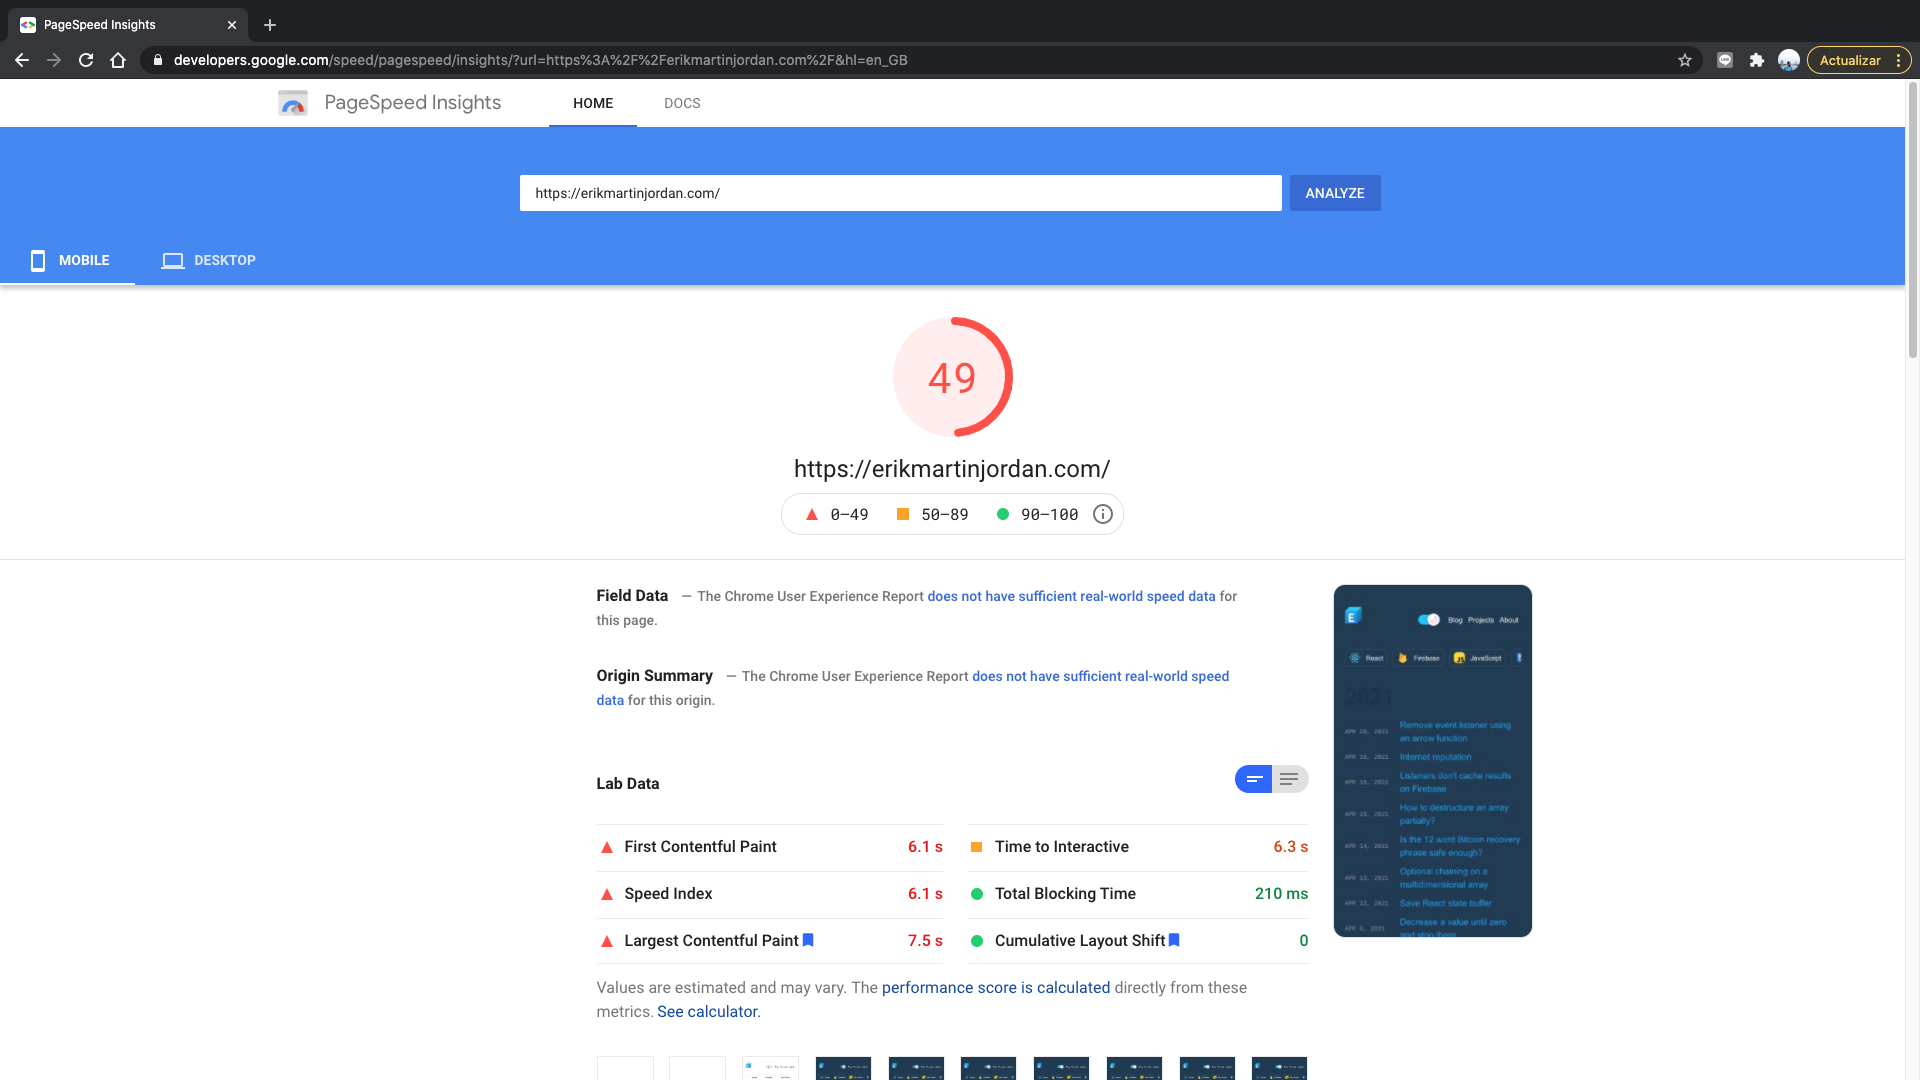 PageSpeed Insights
developers.google.com/speed/pagespeed/insights/?url=https%3A%2F%2Ferikmartinjordan.com%2F&hl=en_GB
Actualizar
PageSpeed Insights
HOME
DOCS
https://erikmartinjordan.com/
ANALYZE
MOBILE
DESKTOP
49
https://erikmartinjordan.com/
0–49
50–89
90–100
Field Data — The Chrome User Experience Report does not have sufficient real-world speed data for
this page.
Origin Summary — The Chrome User Experience Report does not have sufficient real-world speed
data for this origin.
Lab Data
First Contentful Paint 6.1 s
Time to Interactive 6.3 s
Speed Index 6.1 s
Total Blocking Time 210 ms
Largest Contentful Paint 7.5 s
Cumulative Layout Shift 0
Values are estimated and may vary. The performance score is calculated directly from these
metrics. See calculator.
E
Blog Projects About
React Firebase JavaScript
2021
APR 20, 2021 Remove event listener using
an arrow function
APR 19, 2021 Internet reputation
APR 16, 2021 Listeners don't cache results
on Firebase
APR 15, 2021 How to destructure an array
partially?
APR 14, 2021 Is the 12 word Bitcoin recovery
phrase safe enough?
APR 13, 2021 Optional chaining on a
multidimensional array
APR 12, 2021 Save React state buffer
APR 9, 2021 Decrease a value until zero
and stop there